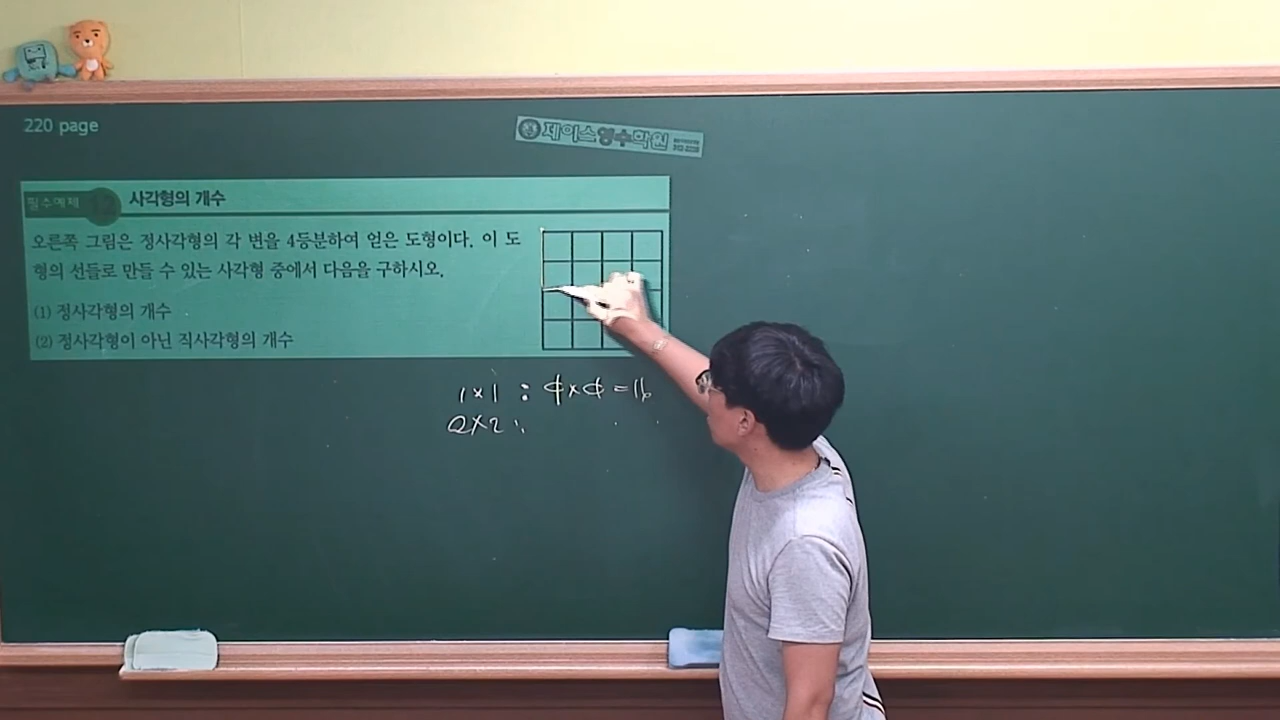 220 page
제이스영수학원
필수예제 12 사각형의 개수
오른쪽 그림은 정사각형의 각 변을 4등분하여 얻은 도형이다. 이 도
형의 선들로 만들 수 있는 사각형 중에서 다음을 구하시오.
(1) 정사각형의 개수
(2) 정사각형이 아닌 직사각형의 개수
1×1 : 4×4 = 16
2×2 :